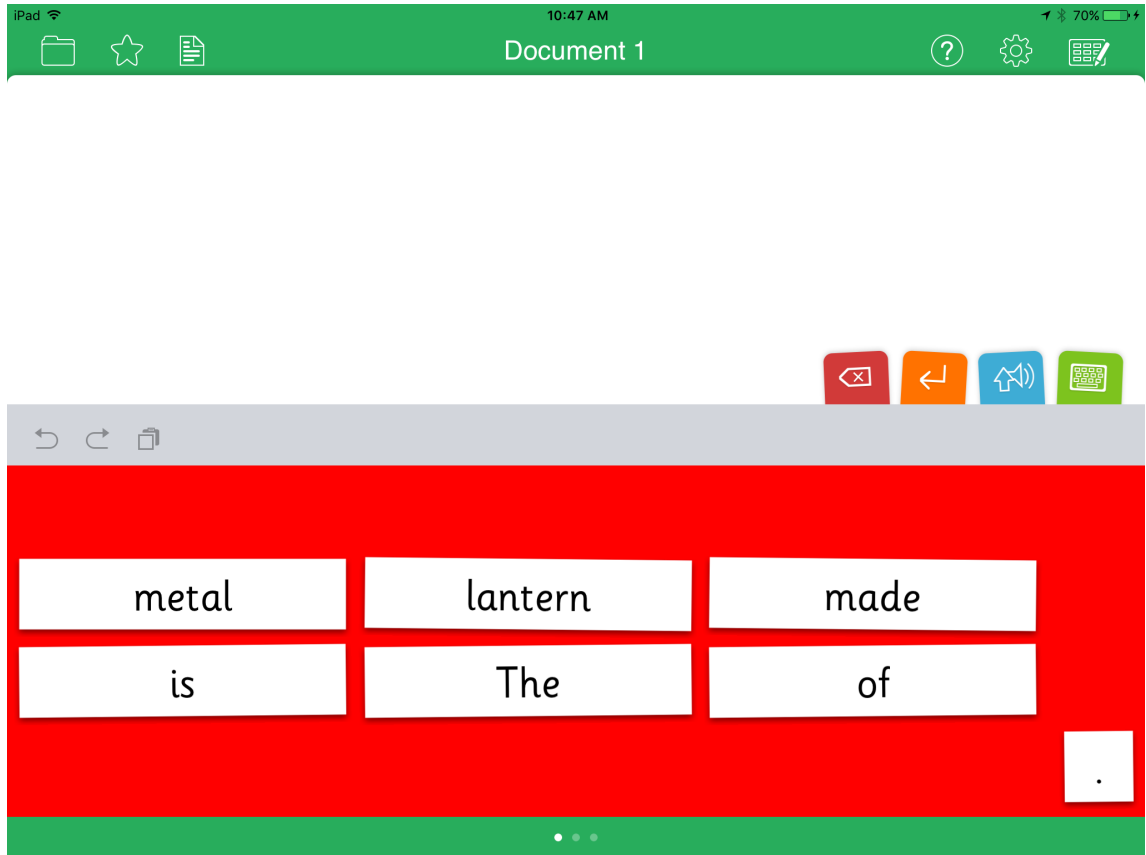 iPad 10:47 AM 70%
Document 1
metal lantern made
is The of
.